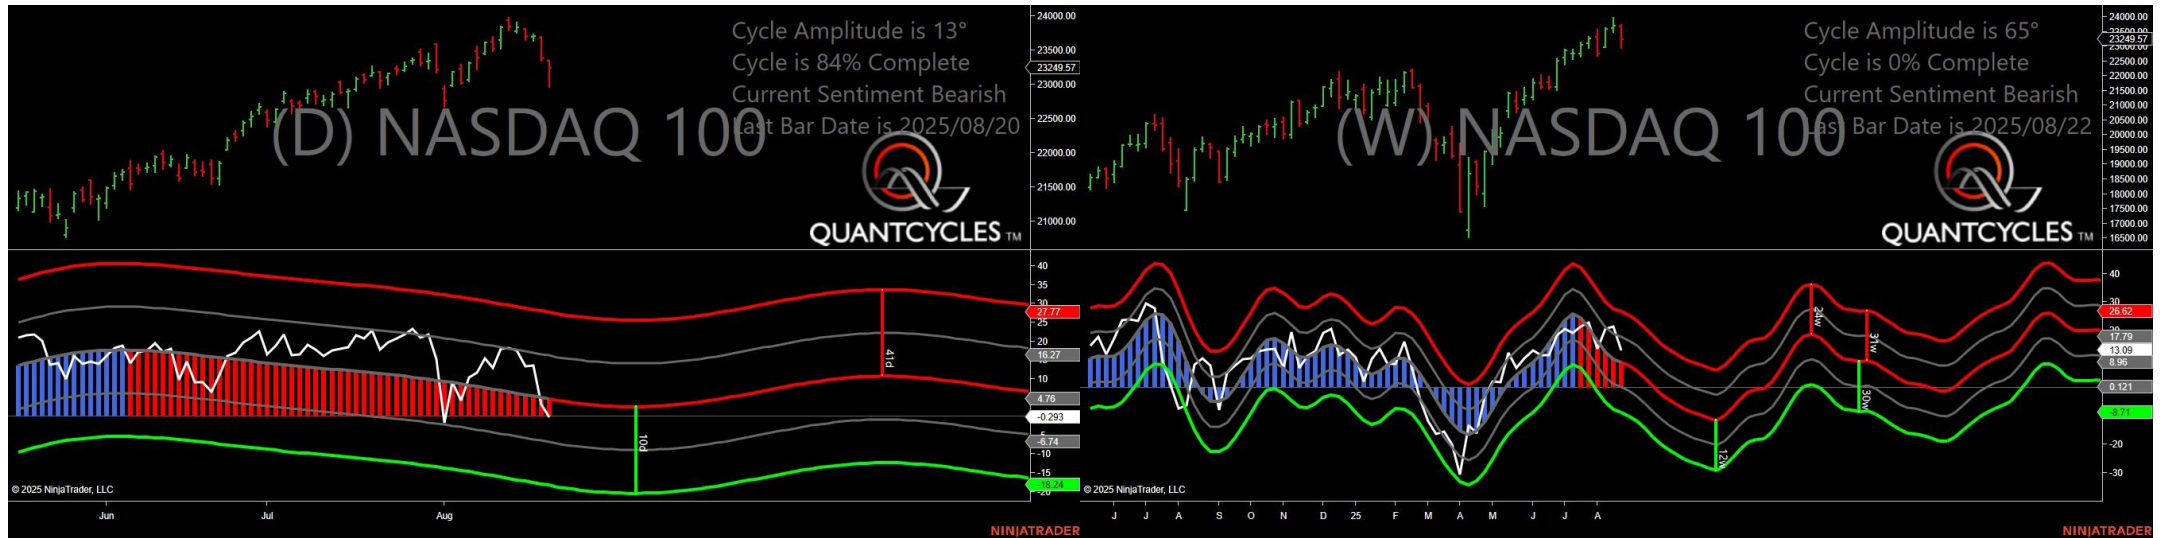 Cycle Amplitude is 13°
Cycle is 84% Complete
Current Sentiment Bearish
Last Bar Date is 2025/08/20
(D) NASDAQ 100
QUANTCYCLES TM
24000.00
23500.00
23249.57
23000.00
22500.00
22000.00
21500.00
21000.00
40
35
30
27.77
25
20
16.27
10
4.76
-0.293
-6.74
-10
-15
-18.24
-20
41d
10d
© 2025 NinjaTrader, LLC
Jun
Jul
Aug
NINJATRADER
Cycle Amplitude is 65°
Cycle is 0% Complete
Current Sentiment Bearish
Last Bar Date is 2025/08/22
(W) NASDAQ 100
QUANTCYCLES TM
24000.00
23249.57
22500.00
22000.00
21500.00
21000.00
20500.00
20000.00
19500.00
19000.00
18500.00
18000.00
17500.00
17000.00
16500.00
40
30
26.62
17.79
13.09
8.96
0.121
-8.71
-20
-30
24w
31w
30w
12w
© 2025 NinjaTrader, LLC
J
J
A
S
O
N
D
25
F
M
A
M
J
J
A
NINJATRADER